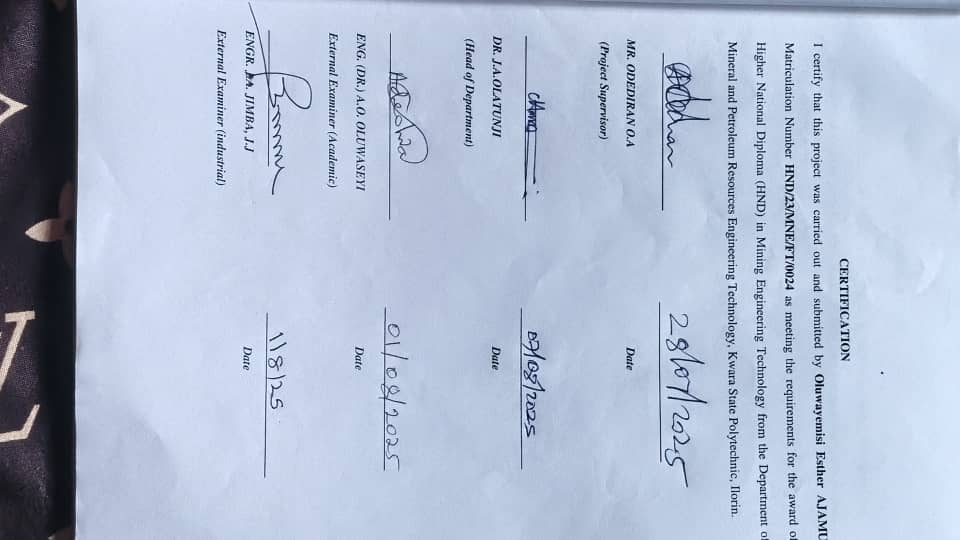 CERTIFICATION
I certify that this project was carried out and submitted by Oluwayemisi Esther AJAMU
Matriculation Number HND/23/MNE/FT/0024 as meeting the requirements for the award of
Higher National Diploma (HND) in Mining Engineering Technology from the Department of
Mineral and Petroleum Resources Engineering Technology, Kwara State Polytechnic, Ilorin.
28/07/2025
MR. ODEDIRAN O.A Date
(Project Supervisor)
07/08/2025
DR. J.A.OLATUNJI Date
(Head of Department)
01/08/2025
ENG. (DR.) A.O. OLUWASEYI Date
External Examiner (Academic)
1/8/25
ENGR. JIMBA, J.J Date
External Examiner (industrial)